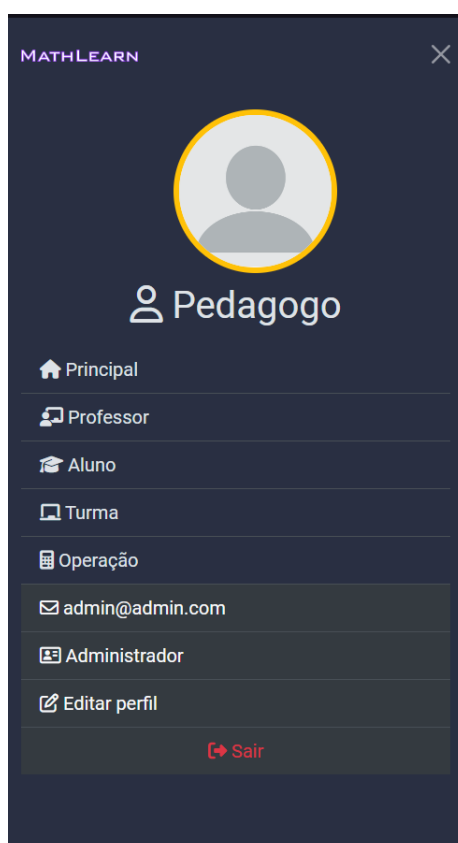 MATHLEARN
Pedagogo
Principal
Professor
Aluno
Turma
Operação
admin@admin.com
Administrador
Editar perfil
Sair